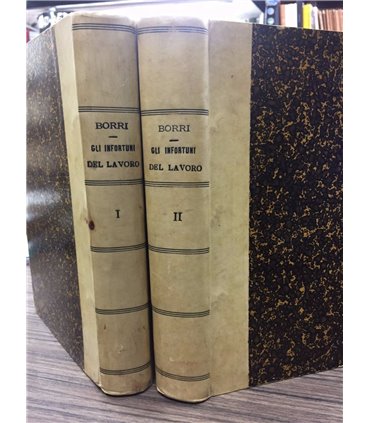 BORRI
GLI INFORTUNI
DEL LAVORO
I
BORRI
GLI INFORTUNI
DEL LAVORO
II